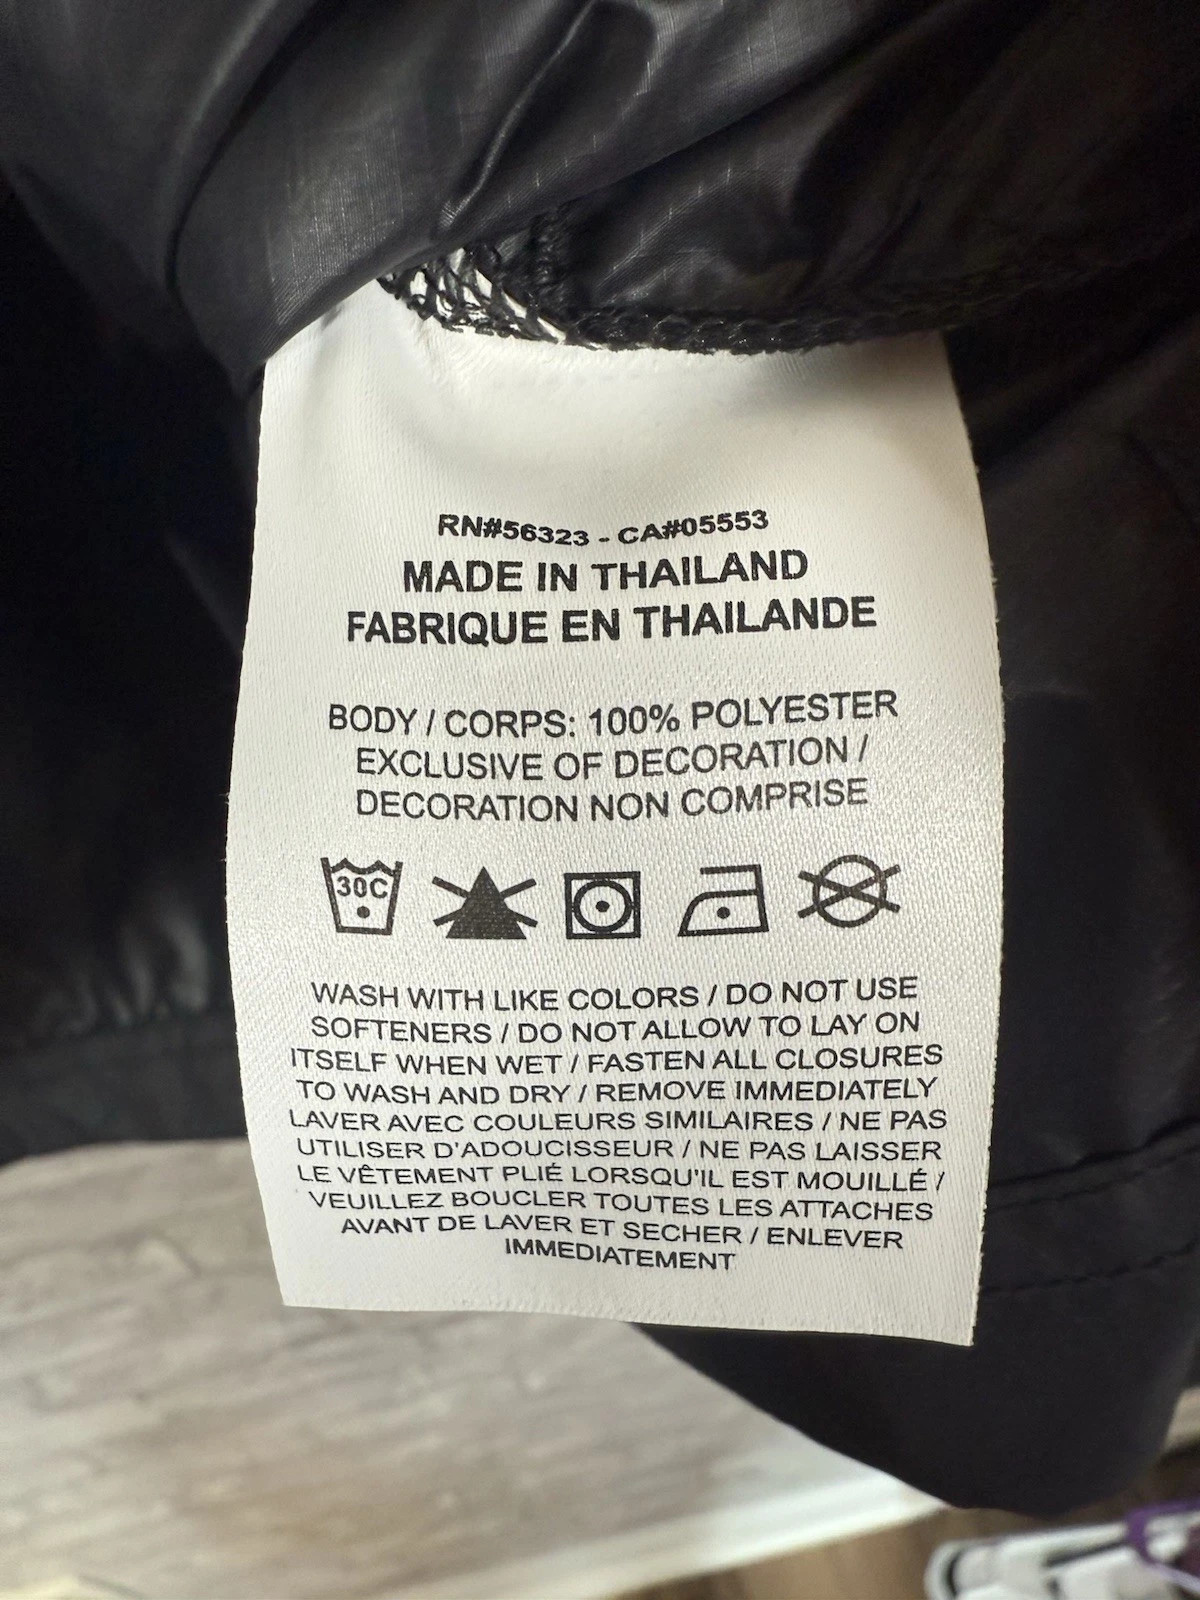 RN#56323 - CA#05553
MADE IN THAILAND
FABRIQUE EN THAILANDE
BODY / CORPS: 100% POLYESTER
EXCLUSIVE OF DECORATION /
DECORATION NON COMPRISE
30C
WASH WITH LIKE COLORS / DO NOT USE
SOFTENERS / DO NOT ALLOW TO LAY ON
ITSELF WHEN WET / FASTEN ALL CLOSURES
TO WASH AND DRY / REMOVE IMMEDIATELY
LAVER AVEC COULEURS SIMILAIRES / NE PAS
UTILISER D'ADOUCISSEUR / NE PAS LAISSER
LE VÊTEMENT PLIÉ LORSQU'IL EST MOUILLÉ /
VEUILLEZ BOUCLER TOUTES LES ATTACHES
AVANT DE LAVER ET SECHER / ENLEVER
IMMEDIATEMENT